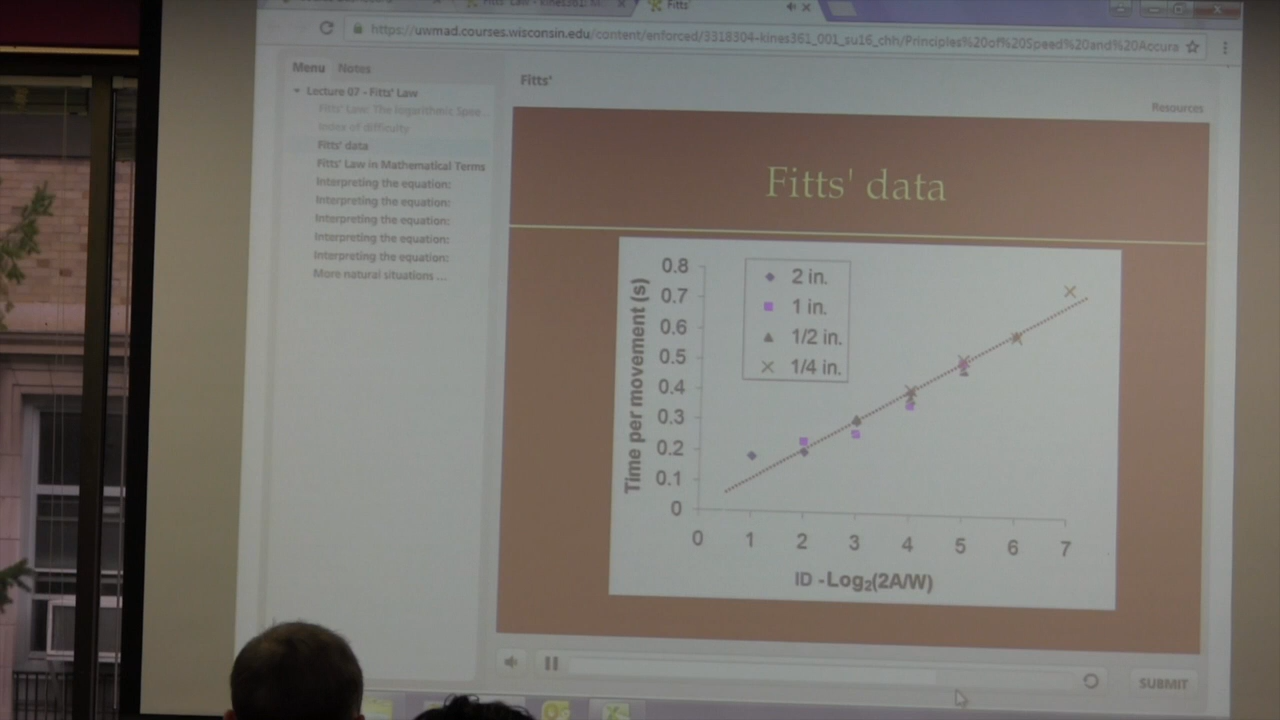 Fitts'
https://uwmad.courses.wisconsin.edu/content/enforced/3318304-kines361_001_su16_chh/Principles%20of%20Speed%20and%20Accura
Menu Notes
Lecture 07 - Fitts' Law
Fitts' Law: The logarithmic Spee...
Index of difficulty
Fitts' data
Fitts' Law in Mathematical Terms
Interpreting the equation:
Interpreting the equation:
Interpreting the equation:
Interpreting the equation:
Interpreting the equation:
More natural situations ...
Fitts'
Resources
Fitts' data
Time per movement (s)
0.8
0.7
0.6
0.5
0.4
0.3
0.2
0.1
0
2 in.
1 in.
1/2 in.
1/4 in.
0 1 2 3 4 5 6 7
ID -Log₂(2A/W)
SUBMIT